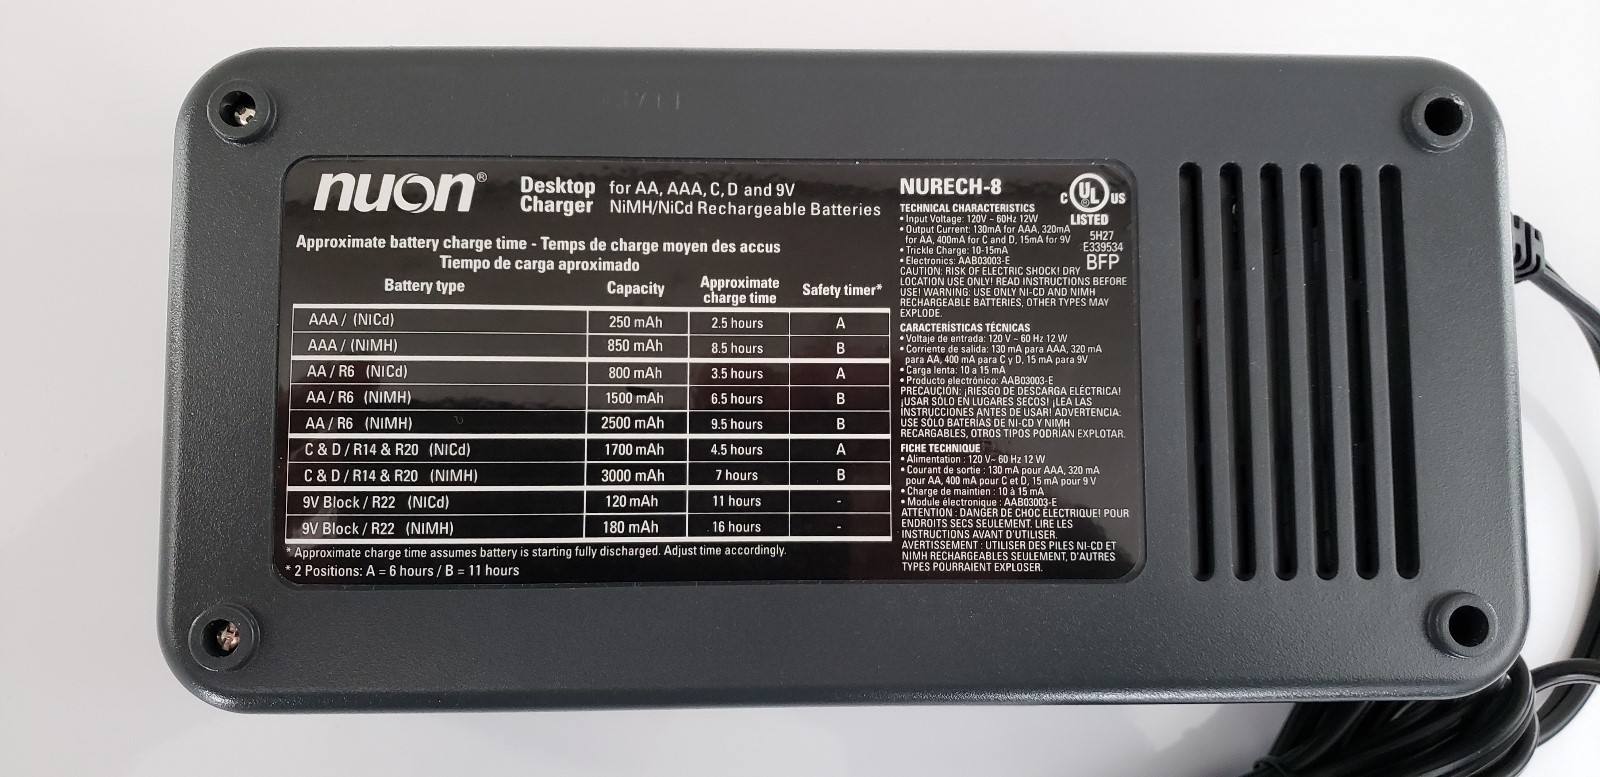 nuon®
Desktop Charger for AA, AAA, C, D and 9V
NiMH/NiCd Rechargeable Batteries
Approximate battery charge time - Temps de charge moyen des accus
Tiempo de carga aproximado
Battery type Capacity Approximate charge time Safety timer*
AAA / (NICd) 250 mAh 2.5 hours A
AAA / (NIMH) 850 mAh 8.5 hours B
AA / R6 (NICd) 800 mAh 3.5 hours A
AA / R6 (NIMH) 1500 mAh 6.5 hours B
AA / R6 (NIMH) 2500 mAh 9.5 hours B
C & D / R14 & R20 (NICd) 1700 mAh 4.5 hours A
C & D / R14 & R20 (NIMH) 3000 mAh 7 hours B
9V Block / R22 (NICd) 120 mAh 11 hours -
9V Block / R22 (NIMH) 180 mAh 16 hours -
* Approximate charge time assumes battery is starting fully discharged. Adjust time accordingly.
* 2 Positions: A = 6 hours / B = 11 hours
NURECH-8
TECHNICAL CHARACTERISTICS
• Input Voltage: 120V ~ 60Hz 12W
• Output Current: 130mA for AAA, 320mA
for AA, 400mA for C and D, 15mA for 9V
• Trickle Charge: 10-15mA
• Electronics: AAB03003-E
CAUTION: RISK OF ELECTRIC SHOCK! DRY
LOCATION USE ONLY! READ INSTRUCTIONS BEFORE
USE! WARNING: USE ONLY NI-CD AND NIMH
RECHARGEABLE BATTERIES, OTHER TYPES MAY
EXPLODE.
C UL ® US
LISTED
5H27
E339534
BFP
CARACTERÍSTICAS TÉCNICAS
• Voltaje de entrada: 120 V ~ 60 Hz 12 W
• Corriente de salida: 130 mA para AAA, 320 mA
para AA, 400 mA para C y D, 15 mA para 9V
• Carga lenta: 10 a 15 mA
• Producto electrónico: AAB03003-E
PRECAUCIÓN: ¡RIESGO DE DESCARGA ELÉCTRICA!
¡USAR SÓLO EN LUGARES SECOS! ¡LEA LAS
INSTRUCCIONES ANTES DE USAR! ADVERTENCIA:
USE SÓLO BATERÍAS DE NI-CD Y NIMH
RECARGABLES, OTROS TIPOS PODRÍAN EXPLOTAR.
FICHE TECHNIQUE
• Alimentation : 120 V~ 60 Hz 12 W
• Courant de sortie : 130 mA pour AAA, 320 mA
pour AA, 400 mA pour C et D, 15 mA pour 9 V
• Charge de maintien : 10 à 15 mA
• Module électronique : AAB03003-E
ATTENTION : DANGER DE CHOC ELECTRIQUE! POUR
ENDROITS SECS SEULEMENT. LIRE LES
INSTRUCTIONS AVANT D'UTILISER.
AVERTISSEMENT : UTILISER DES PILES NI-CD ET
NIMH RECHARGEABLES SEULEMENT, D'AUTRES
TYPES POURRAIENT EXPLOSER.